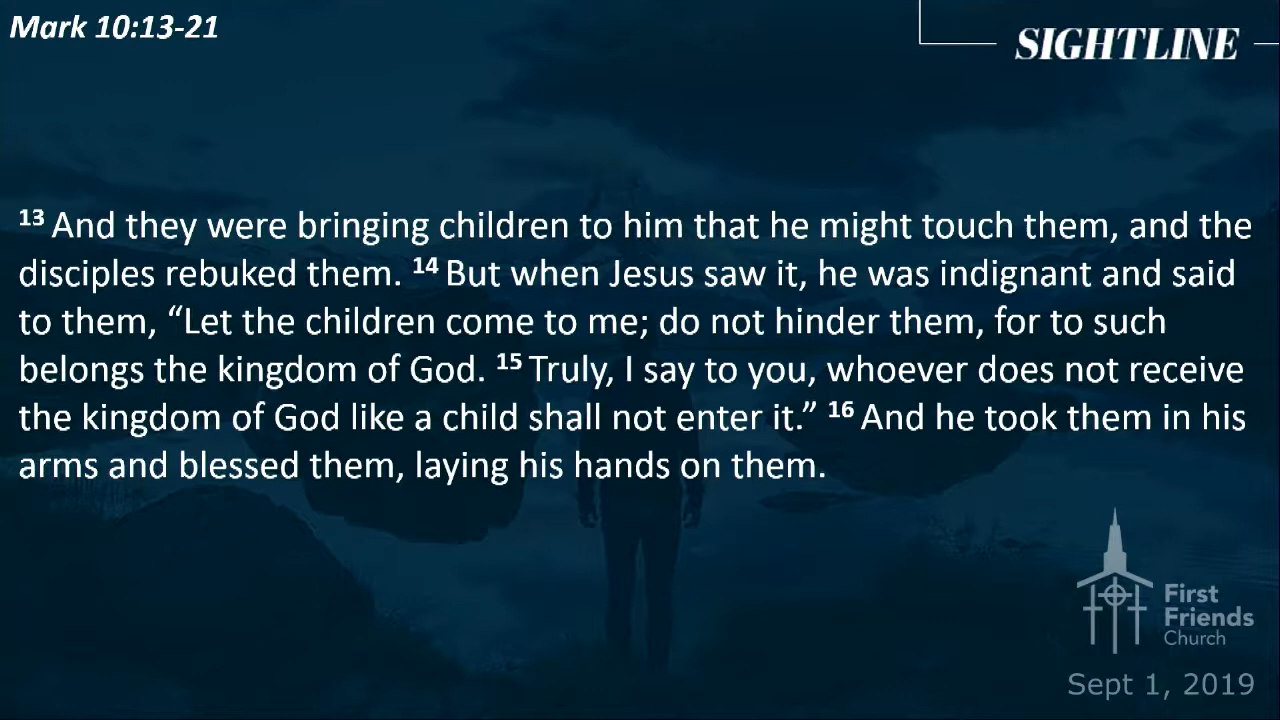 Mark 10:13-21
SIGHTLINE
13 And they were bringing children to him that he might touch them, and the
disciples rebuked them. 14 But when Jesus saw it, he was indignant and said
to them, “Let the children come to me; do not hinder them, for to such
belongs the kingdom of God. 15 Truly, I say to you, whoever does not receive
the kingdom of God like a child shall not enter it.” 16 And he took them in his
arms and blessed them, laying his hands on them.
First
Friends
Church
Sept 1, 2019